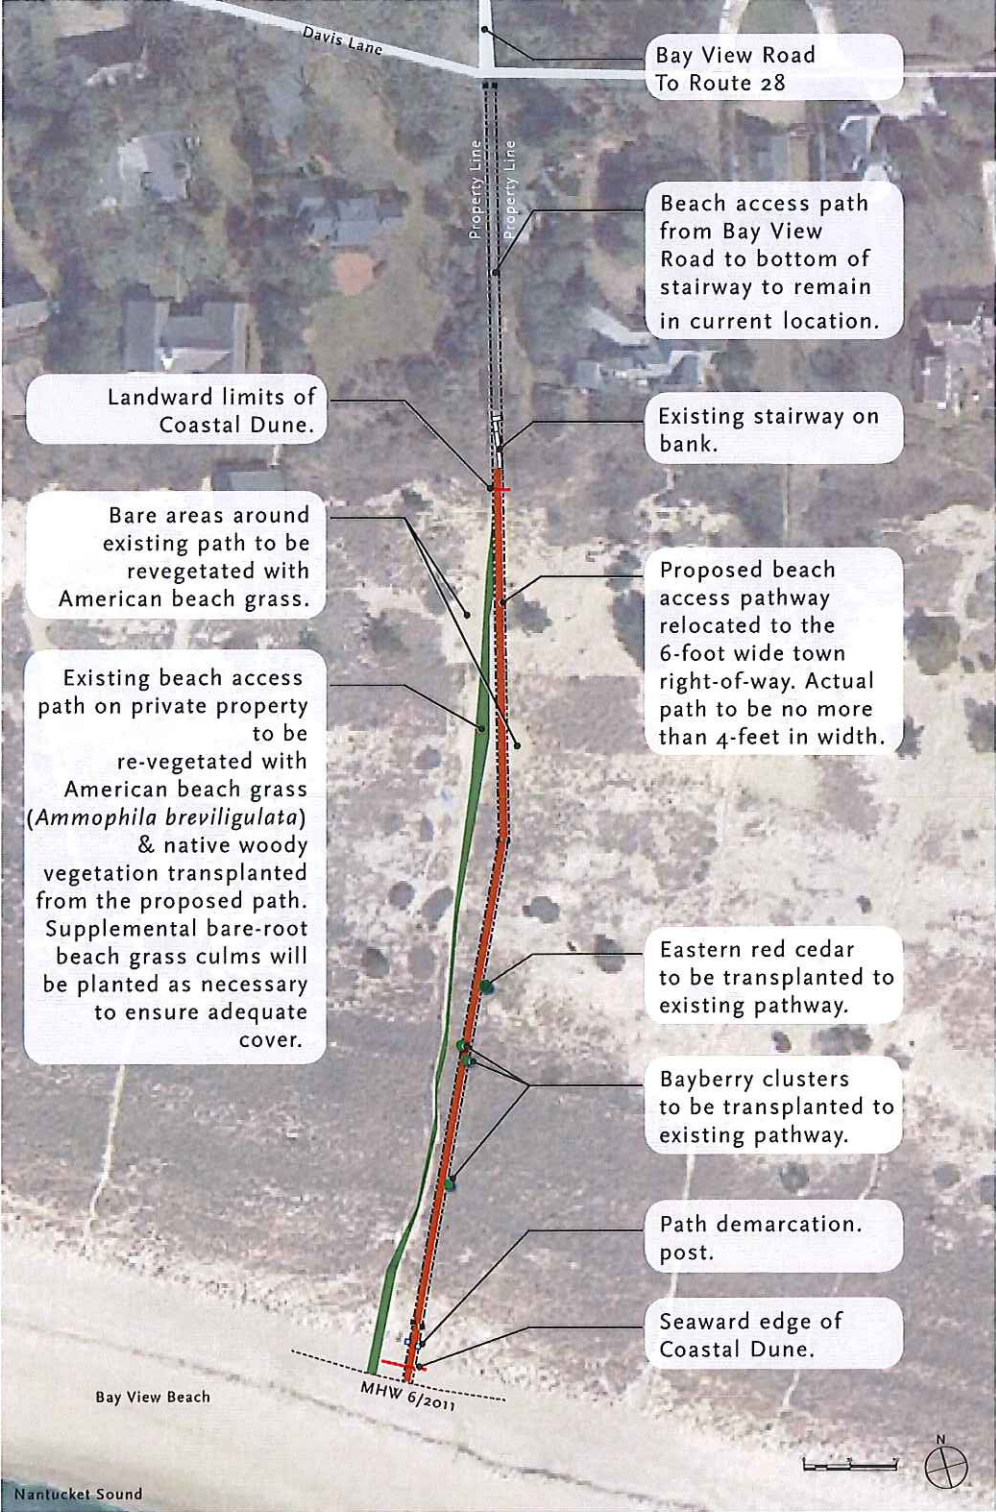 Davis Lane
Bay View Road
To Route 28
Property Line
Property Line
Beach access path
from Bay View
Road to bottom of
stairway to remain
in current location.
Landward limits of
Coastal Dune.
Existing stairway on
bank.
Bare areas around
existing path to be
revegetated with
American beach grass.
Proposed beach
access pathway
relocated to the
6-foot wide town
right-of-way. Actual
path to be no more
than 4-feet in width.
Existing beach access
path on private property
to be
re-vegetated with
American beach grass
(Ammophila breviligulata)
& native woody
vegetation transplanted
from the proposed path.
Supplemental bare-root
beach grass culms will
be planted as necessary
to ensure adequate
cover.
Eastern red cedar
to be transplanted to
existing pathway.
Bayberry clusters
to be transplanted to
existing pathway.
Path demarcation.
post.
Seaward edge of
Coastal Dune.
MHW 6/2011
Bay View Beach
N
Nantucket Sound